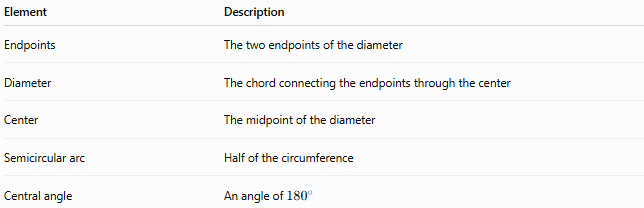 Element Description
Endpoints The two endpoints of the diameter
Diameter The chord connecting the endpoints through the center
Center The midpoint of the diameter
Semicircular arc Half of the circumference
Central angle An angle of 180°